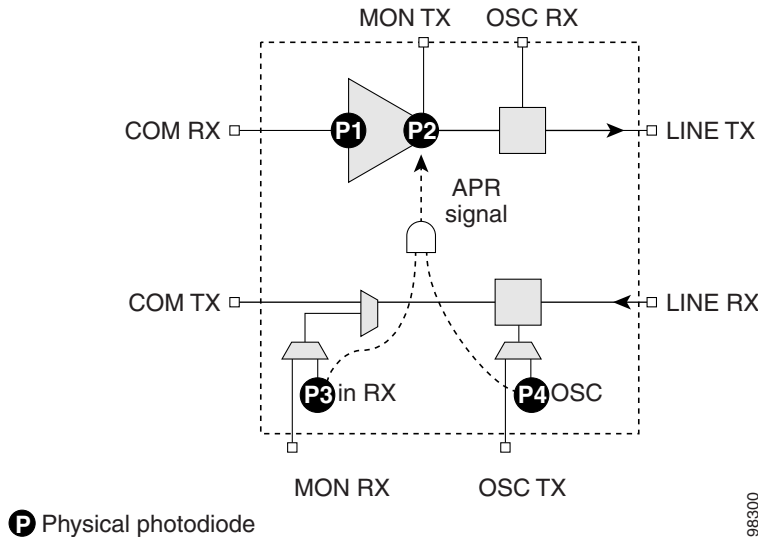 MON TX
OSC RX
COM RX
P1
P2
LINE TX
APR
signal
COM TX
LINE RX
P3
in RX
P4
OSC
MON RX
OSC TX
P
Physical photodiode
98300